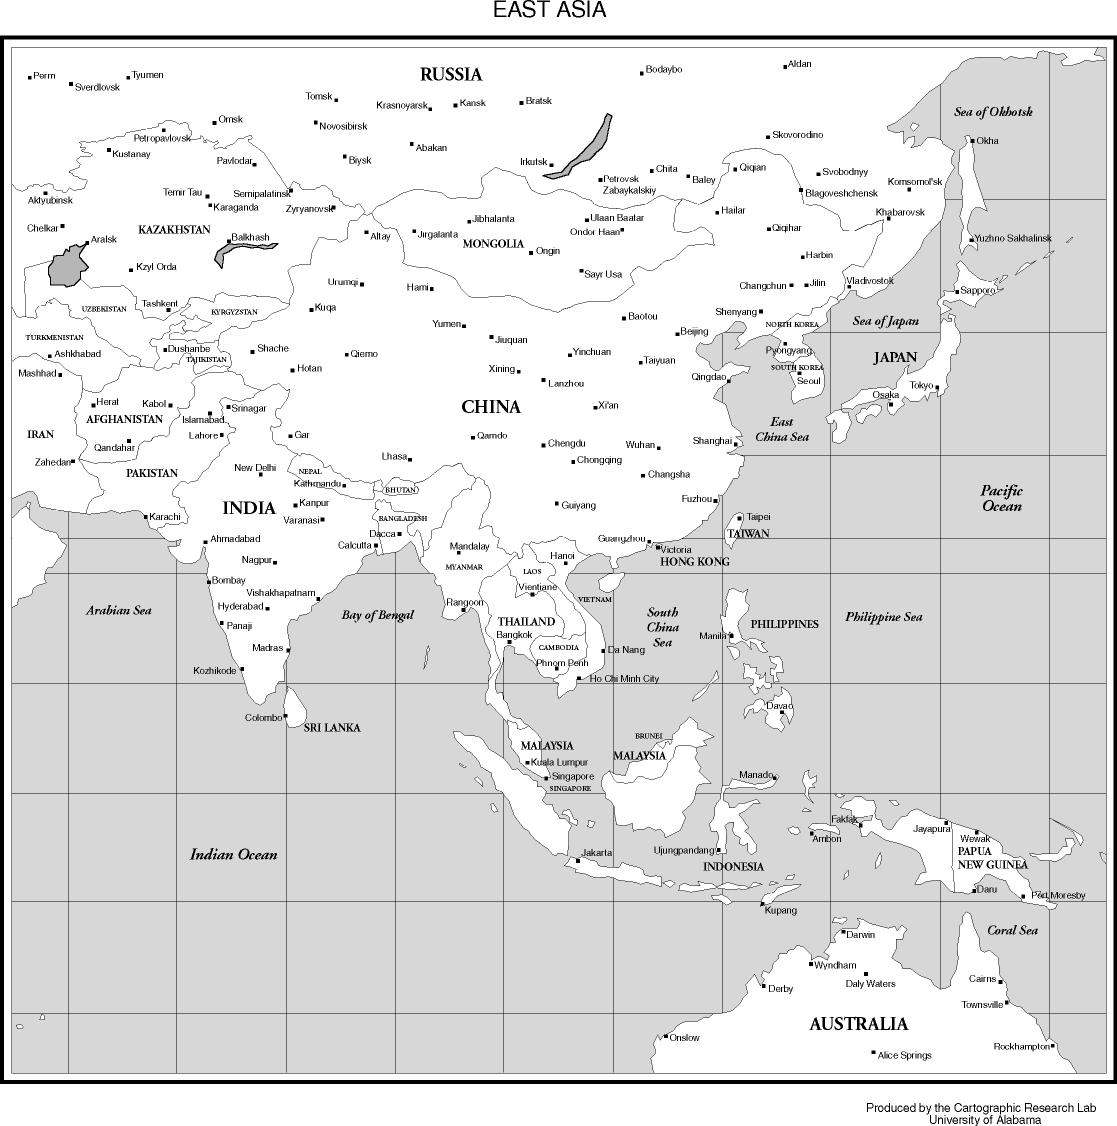 EAST ASIA
Perm
Sverdlovsk
Tyumen
RUSSIA
Bodaybo
Aldan
Tomsk
Krasnoyarsk
Kansk
Bratsk
Sea of Okhotsk
Omsk
Petropavlovsk
Novosibirsk
Skovorodino
Okha
Kustanay
Pavlodar
Biysk
Abakan
Irkutsk
Chita
Qiqian
Svobodnyy
Petrovsk
Zabaykalskiy
Baley
Komsomol'sk
Aktyubinsk
Temir Tau
Semipalatinsk
Blagoveshchensk
Karaganda
Zyryanovsk
Hailar
Khabarovsk
Chelkar
KAZAKHSTAN
Jibhalanta
Ulaan Baatar
Ondor Haan
Qiqihar
Aralsk
Balkhash
Altay
Jırgalanta
MONGOLIA
Ongin
Yuzhno Sakhalinsk
Kzyl Orda
Sayr Usa
Harbin
Urumqi
Hami
Changchun
Jilin
Vladivostok
Sapporo
UZBEKISTAN
Tashkent
KYRGYZSTAN
Kuqa
Baotou
Shenyang
NORTH KOREA
Sea of Japan
TURKMENISTAN
Yumen
Beijing
Ashkhabad
Dushanbe
TAJIKISTAN
Shache
Qiemo
Jiuquan
Yinchuan
Taiyuan
Pyongyang
JAPAN
Mashhad
Hotan
Xining
Lanzhou
Qingdao
SOUTH KOREA
Seoul
Tokyo
Osaka
Herat
Kabol
Srinagar
CHINA
Xi'an
AFGHANISTAN
Islamabad
East
China Sea
IRAN
Lahore
Gar
Qamdo
Chengdu
Wuhan
Shanghai
Qandahar
Zahedan
PAKISTAN
New Delhi
NEPAL
Kathmandu
Lhasa
Chongqing
Changsha
BHUTAN
Pacific
Ocean
INDIA
Kanpur
Varanasi
Guiyang
Fuzhou
Karachi
BANGLADESH
Dacca
Taipei
TAIWAN
Ahmadabad
Calcutta
Guangzhou
Victoria
HONG KONG
Nagpur
Mandalay
MYANMAR
Hanoi
LAOS
Bombay
Vishakhapatnam
Vientiane
VIETNAM
Arabian Sea
Hyderabad
Bay of Bengal
Rangoon
South
China
Sea
Philippine Sea
Panaji
THAILAND
Bangkok
PHILIPPINES
Manila
Madras
CAMBODIA
Da Nang
Kozhikode
Phnom Penh
Ho Chi Minh City
Colombo
SRI LANKA
Davao
MALAYSIA
BRUNEI
MALAYSIA
Kuala Lumpur
Singapore
SINGAPORE
Manado
Fakfak
Jayapura
Ambon
Wewak
Indian Ocean
Jakarta
Ujungpandang
INDONESIA
PAPUA
NEW GUINEA
Daru
Port Moresby
Kupang
Darwin
Coral Sea
Wyndham
Daly Waters
Derby
Cairns
Townsville
AUSTRALIA
Onslow
Alice Springs
Rockhampton
Produced by the Cartographic Research Lab
University of Alabama